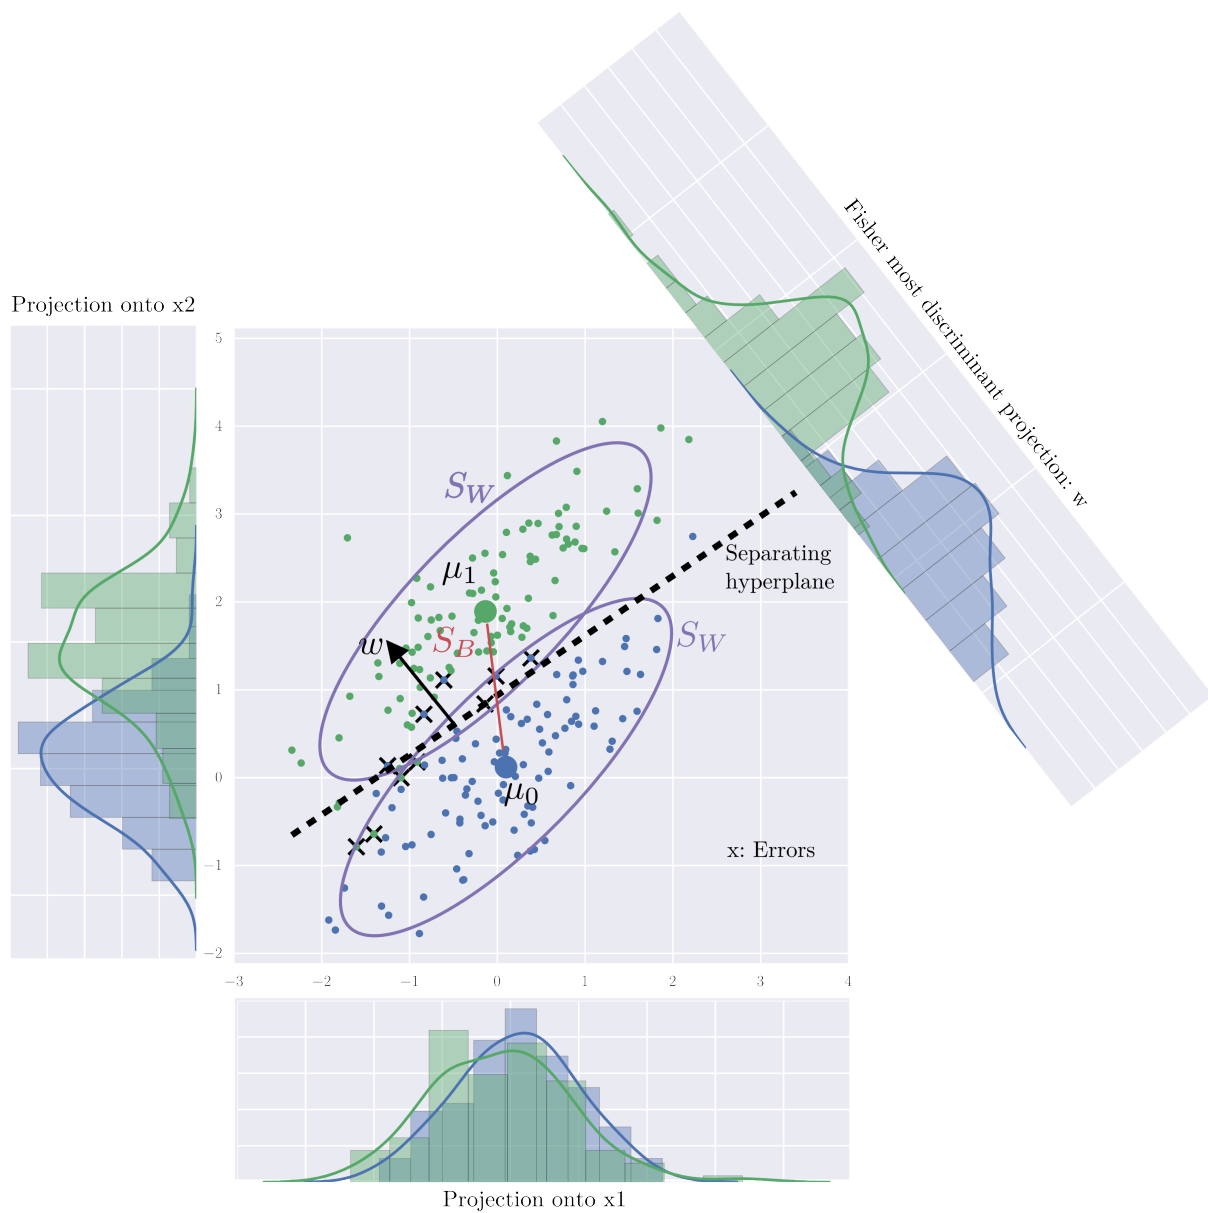 Fisher most discriminant projection: w
Projection onto x2
5
4
3
2
1
0
−1
−2
−3
−2
−1
0
1
2
3
4
S_W
μ_1
Separating
hyperplane
w
S_B
S_W
μ_0
x: Errors
Projection onto x1